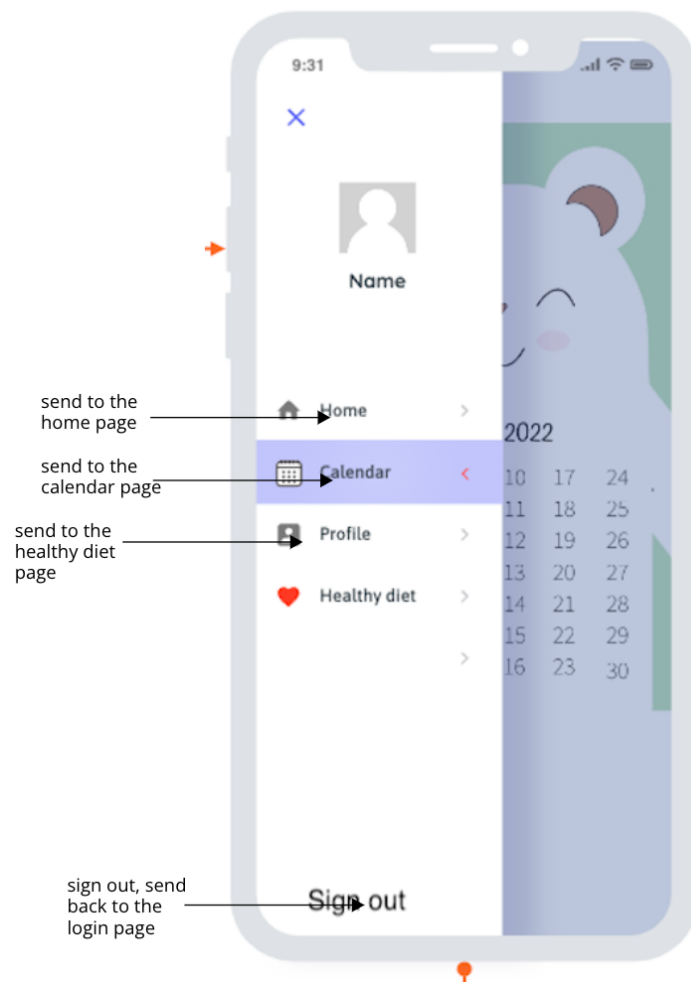 9:31
Name
send to the
home page
Home
2022
send to the
calendar page
Calendar
10 17 24
11 18 25
send to the
healthy diet
page
Profile
12 19 26
13 20 27
Healthy diet
14 21 28
15 22 29
16 23 30
sign out, send
back to the
login page
Sign out